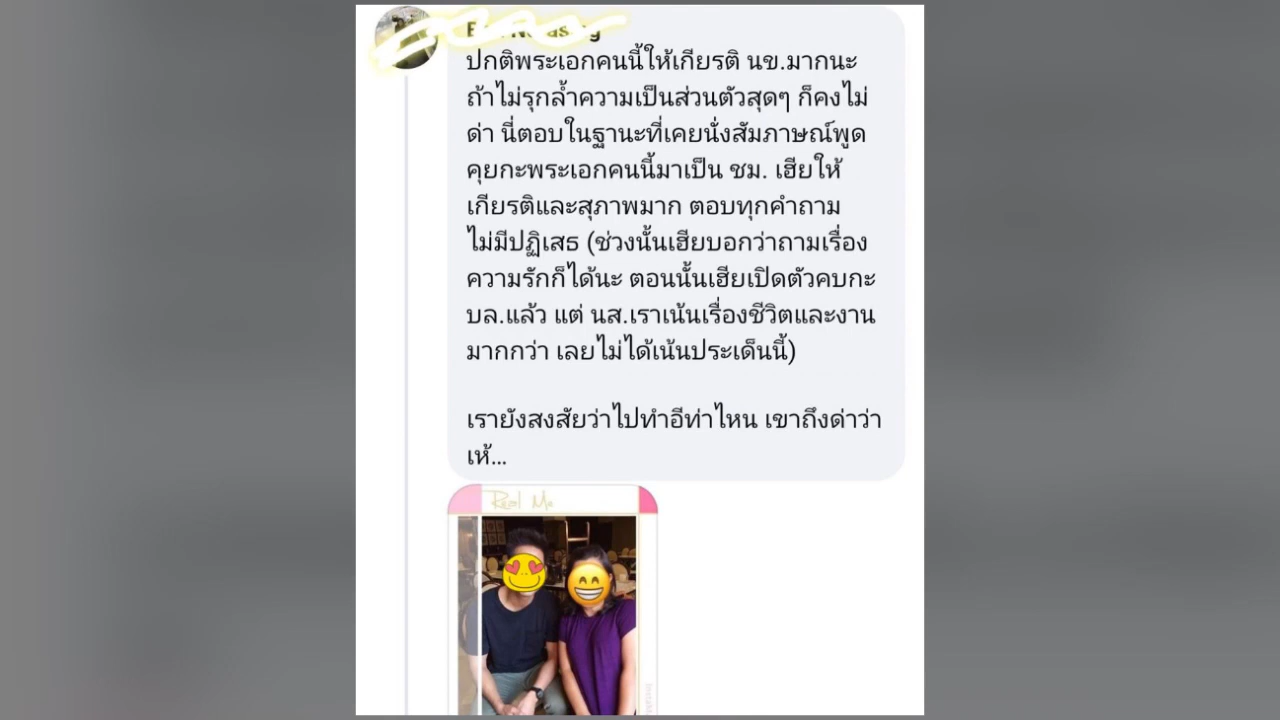 ปกติพระเอกคนนี้ให้เกียรติ นข.มากนะ
ถ้าไม่รุกล้ำความเป็นส่วนตัวสุดๆ ก็คงไม่
ด่า นี่ตอบในฐานะที่เคยนั่งสัมภาษณ์พูด
คุยกะพระเอกคนนี้มาเป็น ชม. เฮียให้
เกียรติและสุภาพมาก ตอบทุกคำถาม
ไม่มีปฏิเสธ (ช่วงนั้นเฮียบอกว่าถามเรื่อง
ความรักก็ได้นะ ตอนนั้นเฮียเปิดตัวคบกะ
บล.แล้ว แต่ นส.เราเน้นเรื่องชีวิตและงาน
มากกว่า เลยไม่ได้เน้นประเด็นนี้)
เรายังสงสัยว่าไปทำอีท่าไหน เขาถึงด่าว่า
เห้...
Real Me